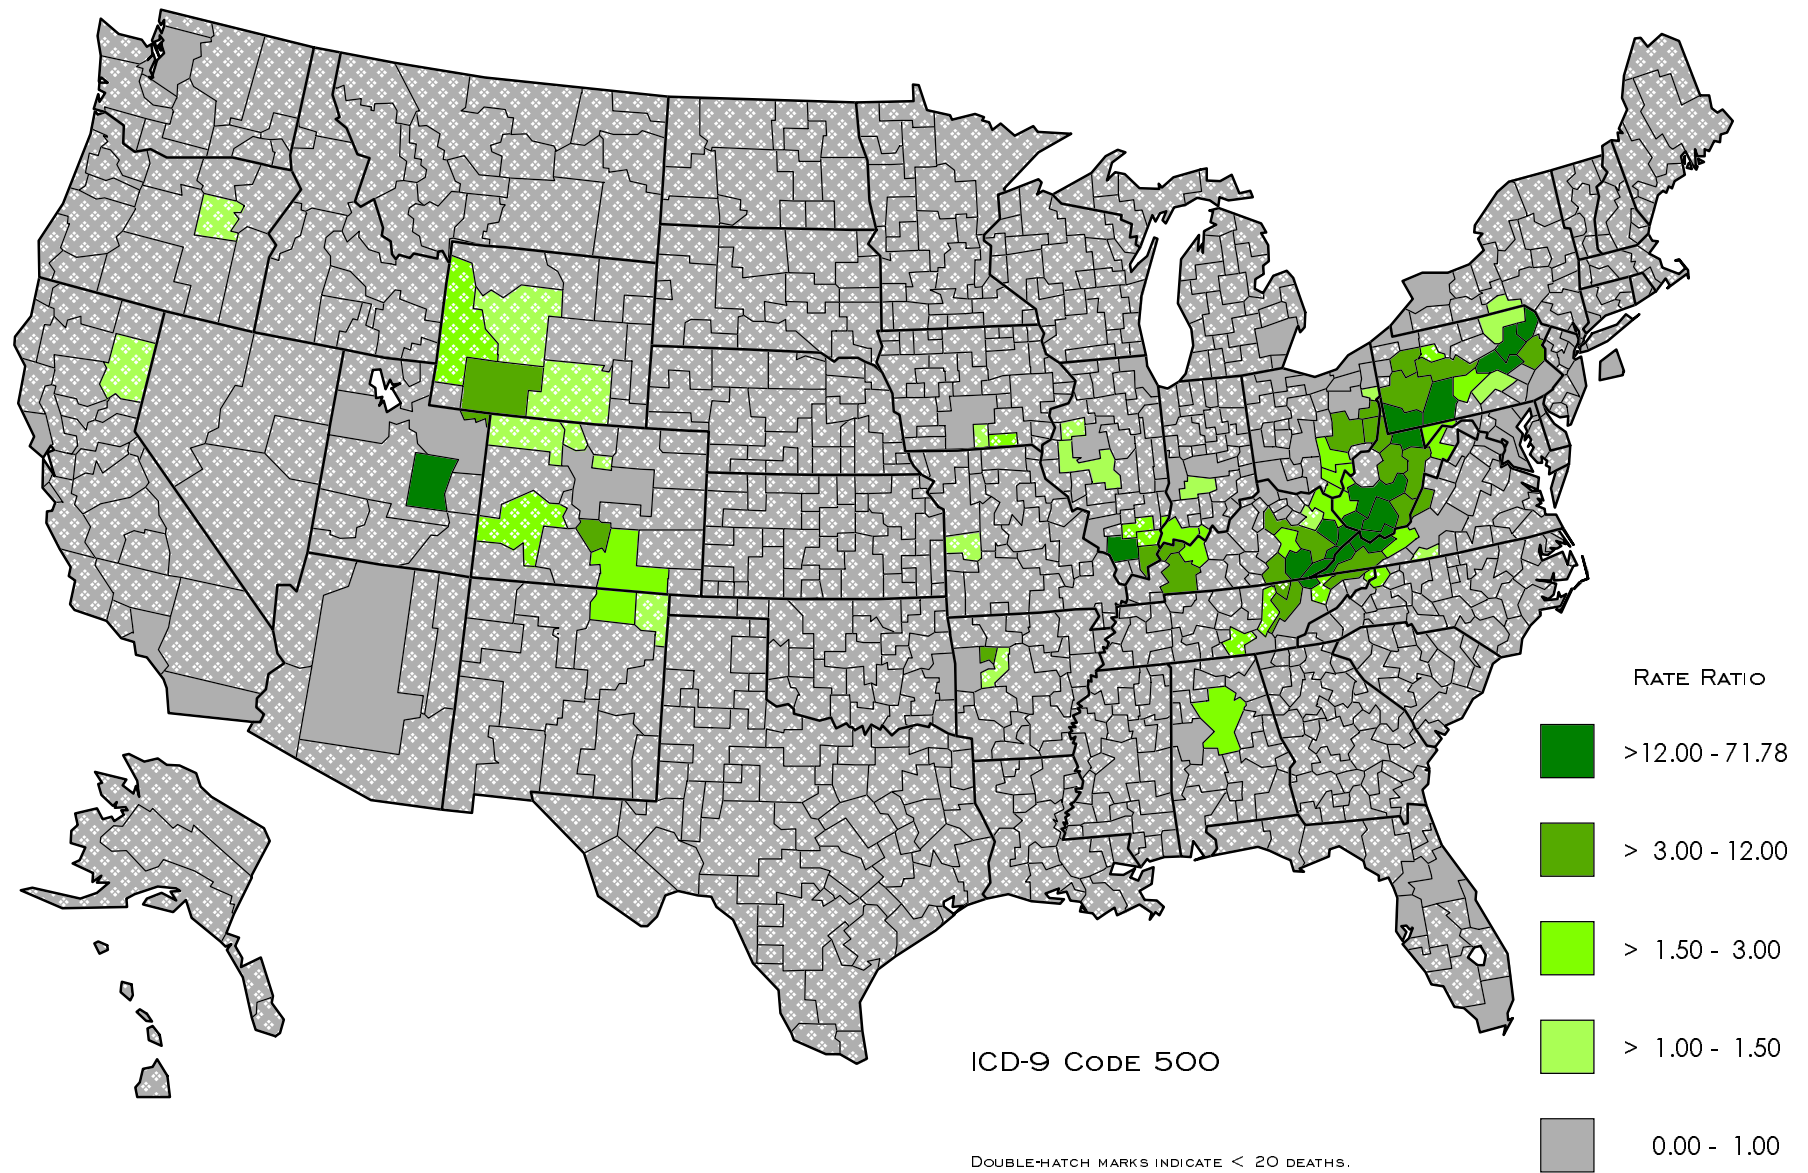 Rate Ratio
>12.00 - 71.78
> 3.00 - 12.00
> 1.50 - 3.00
> 1.00 - 1.50
0.00 - 1.00
ICD-9 Code 500
Double-hatch marks indicate < 20 deaths.